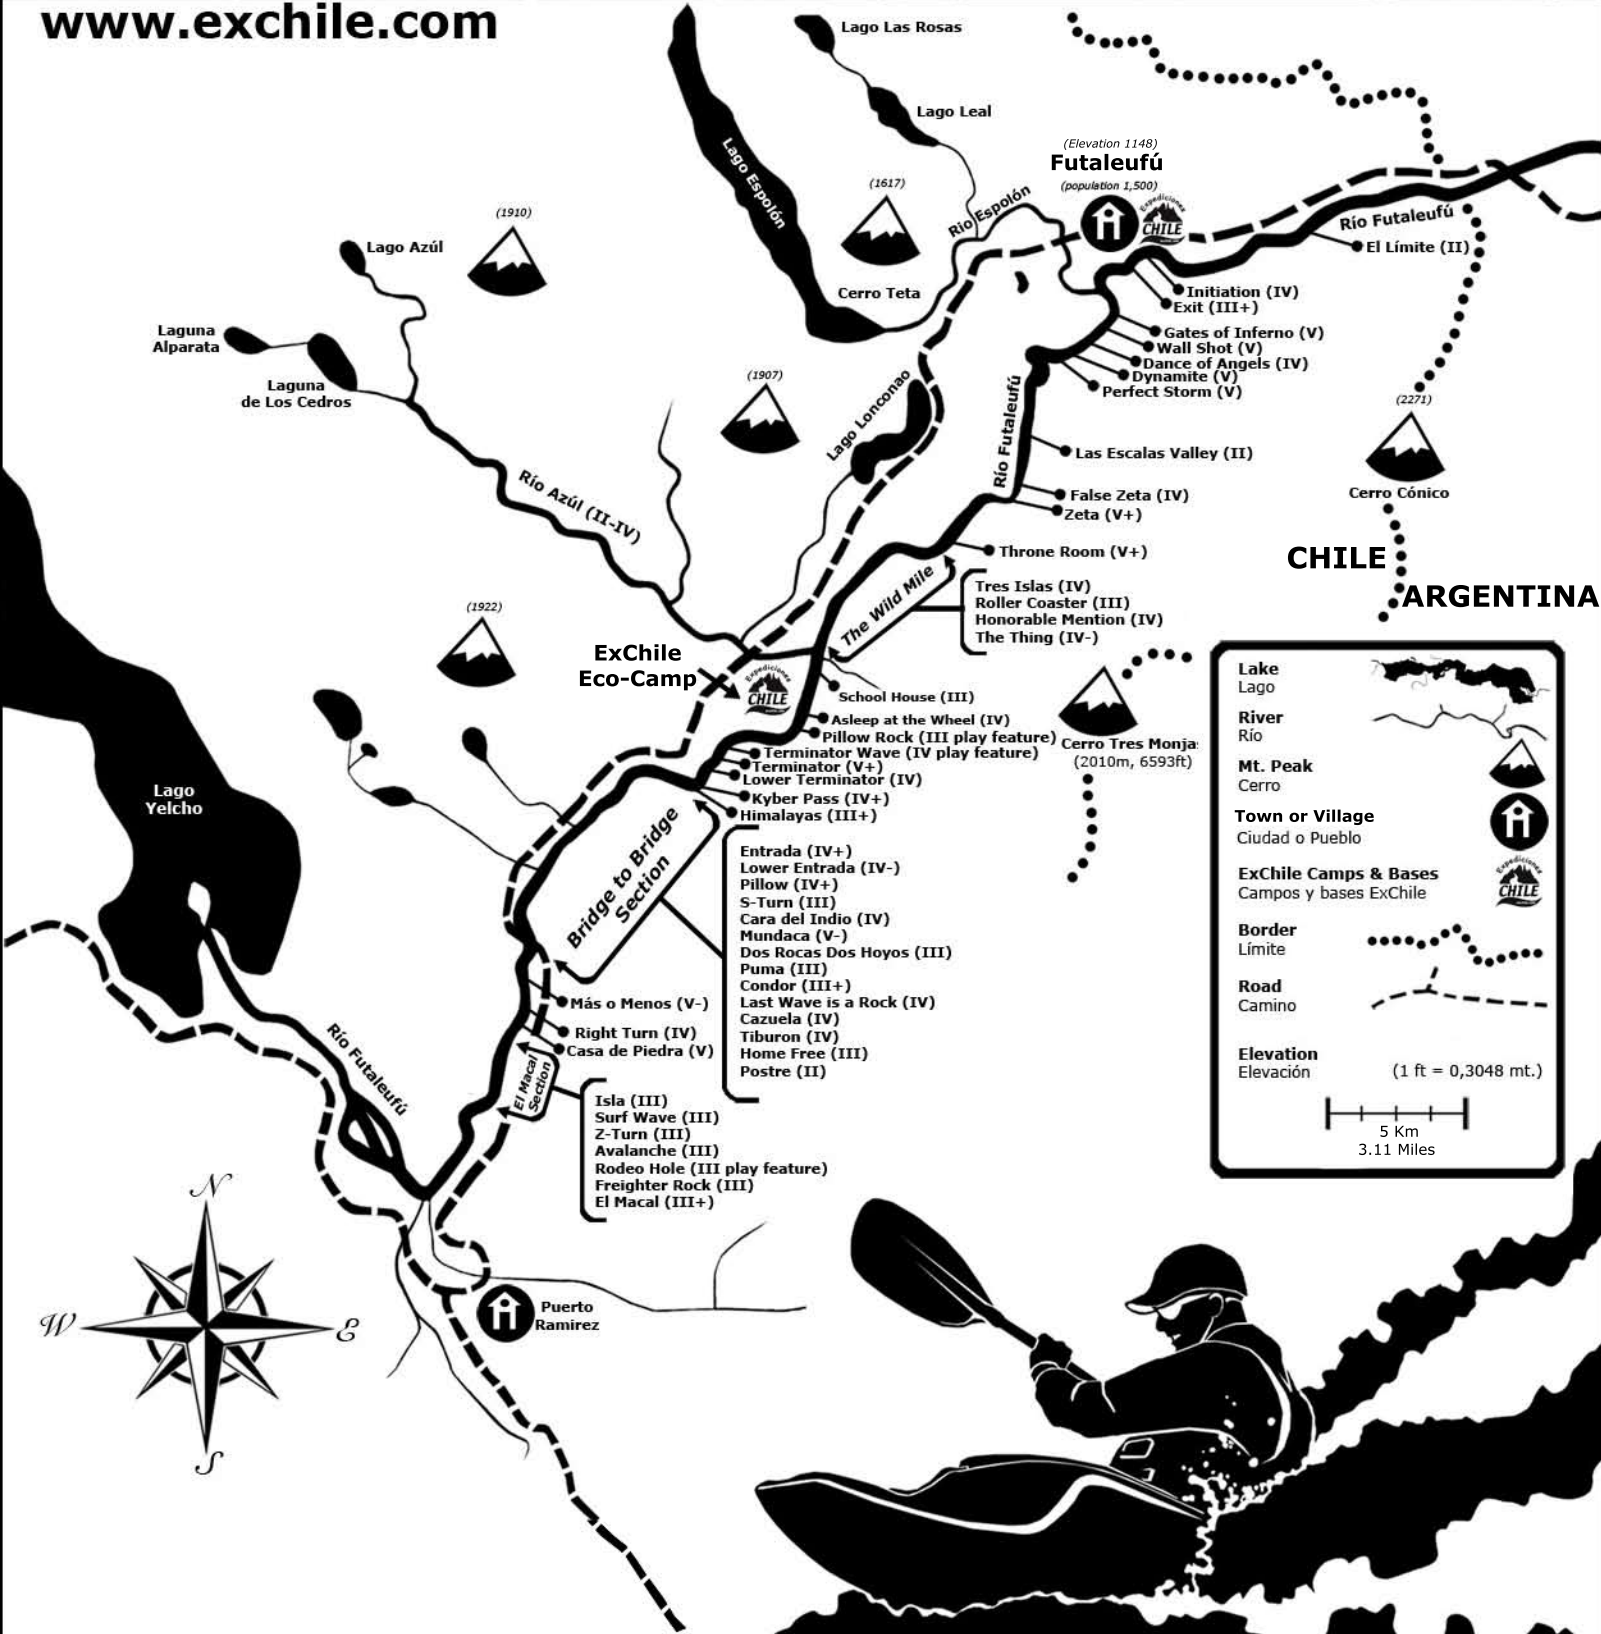 www.exchile.com
Lago Las Rosas
Lago Leal
Lago Espolón
(Elevation 1148)
Futaleufú
(population 1,500)
Expediciones
CHILE
(1617)
Río Espolón
Río Futaleufú
El Límite (II)
(1910)
Lago Azúl
Cerro Teta
Initiation (IV)
Exit (III+)
Laguna
Alparata
Laguna
de Los Cedros
Gates of Inferno (V)
Wall Shot (V)
Dance of Angels (IV)
Dynamite (V)
Perfect Storm (V)
(1907)
Lago Lonconao
Río Futaleufú
(2271)
Cerro Cónico
Las Escalas Valley (II)
False Zeta (IV)
Zeta (V+)
Río Azúl (II-IV)
Throne Room (V+)
CHILE
ARGENTINA
The Wild Mile
Tres Islas (IV)
Roller Coaster (III)
Honorable Mention (IV)
The Thing (IV-)
(1922)
ExChile
Eco-Camp
Expediciones
CHILE
School House (III)
Asleep at the Wheel (IV)
Pillow Rock (III play feature)
Terminator Wave (IV play feature)
Terminator (V+)
Lower Terminator (IV)
Kyber Pass (IV+)
Himalayas (III+)
Cerro Tres Monja
(2010m, 6593ft)
Lago
Yelcho
Bridge to Bridge
Section
Entrada (IV+)
Lower Entrada (IV-)
Pillow (IV+)
S-Turn (III)
Cara del Indio (IV)
Mundaca (V-)
Dos Rocas Dos Hoyos (III)
Puma (III)
Condor (III+)
Last Wave is a Rock (IV)
Cazuela (IV)
Tiburon (IV)
Home Free (III)
Postre (II)
Más o Menos (V-)
Right Turn (IV)
Casa de Piedra (V)
El Macal
Section
Isla (III)
Surf Wave (III)
Z-Turn (III)
Avalanche (III)
Rodeo Hole (III play feature)
Freighter Rock (III)
El Macal (III+)
Río Futaleufú
Puerto
Ramirez
N
W
E
S
Lake
Lago
River
Río
Mt. Peak
Cerro
Town or Village
Ciudad o Pueblo
ExChile Camps & Bases
Campos y bases ExChile
Expediciones
CHILE
Border
Límite
Road
Camino
Elevation
Elevación
(1 ft = 0,3048 mt.)
5 Km
3.11 Miles